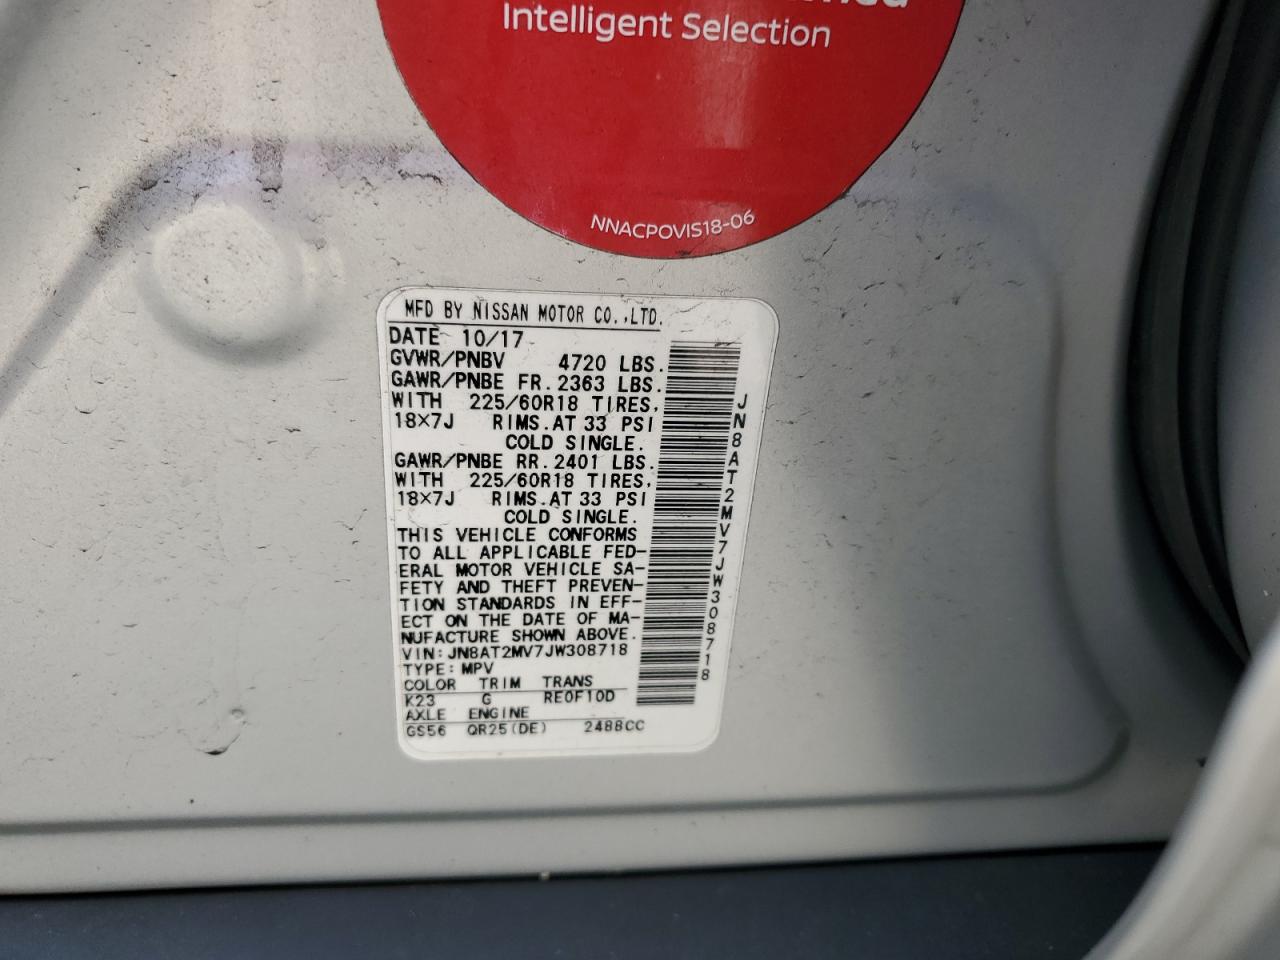 Intelligent Selection
NNACPOVIS18-06
MFD BY NISSAN MOTOR CO.,LTD.
DATE 10/17
GVWR/PNBV 4720 LBS.
GAWR/PNBE FR. 2363 LBS.
WITH 225/60R18 TIRES,
18×7J RIMS.AT 33 PSI
COLD SINGLE.
GAWR/PNBE RR. 2401 LBS.
WITH 225/60R18 TIRES,
18×7J RIMS.AT 33 PSI
COLD SINGLE.
THIS VEHICLE CONFORMS
TO ALL APPLICABLE FED-
ERAL MOTOR VEHICLE SA-
FETY AND THEFT PREVEN-
TION STANDARDS IN EFF-
ECT ON THE DATE OF MA-
NUFACTURE SHOWN ABOVE.
VIN: JN8AT2MV7JW308718
TYPE: MPV
COLOR TRIM TRANS
K23 G RE0F10D
AXLE ENGINE
GS56 QR25(DE) 2488CC
JN8AT2MV7JW308718